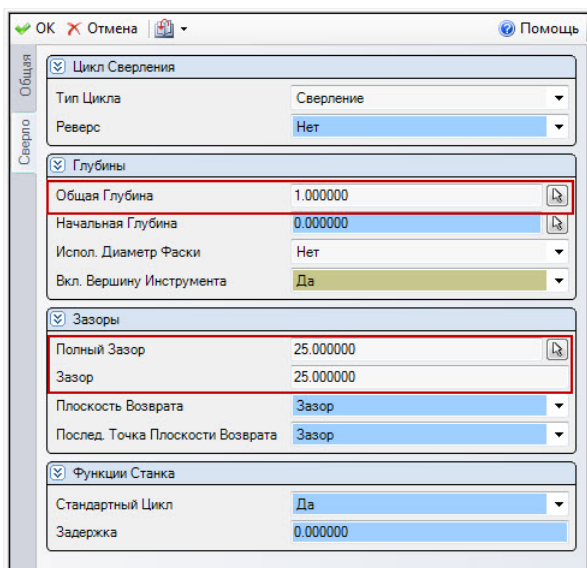 ОК Отмена Помощь
Общая
Сверло
Цикл Сверления
Тип Цикла Сверление
Реверс Нет
Глубины
Общая Глубина 1.000000
Начальная Глубина 0.000000
Испол. Диаметр Фаски Нет
Вкл. Вершину Инструмента Да
Зазоры
Полный Зазор 25.000000
Зазор 25.000000
Плоскость Возврата Зазор
Послед. Точка Плоскости Возврата Зазор
Функции Станка
Стандартный Цикл Да
Задержка 0.000000